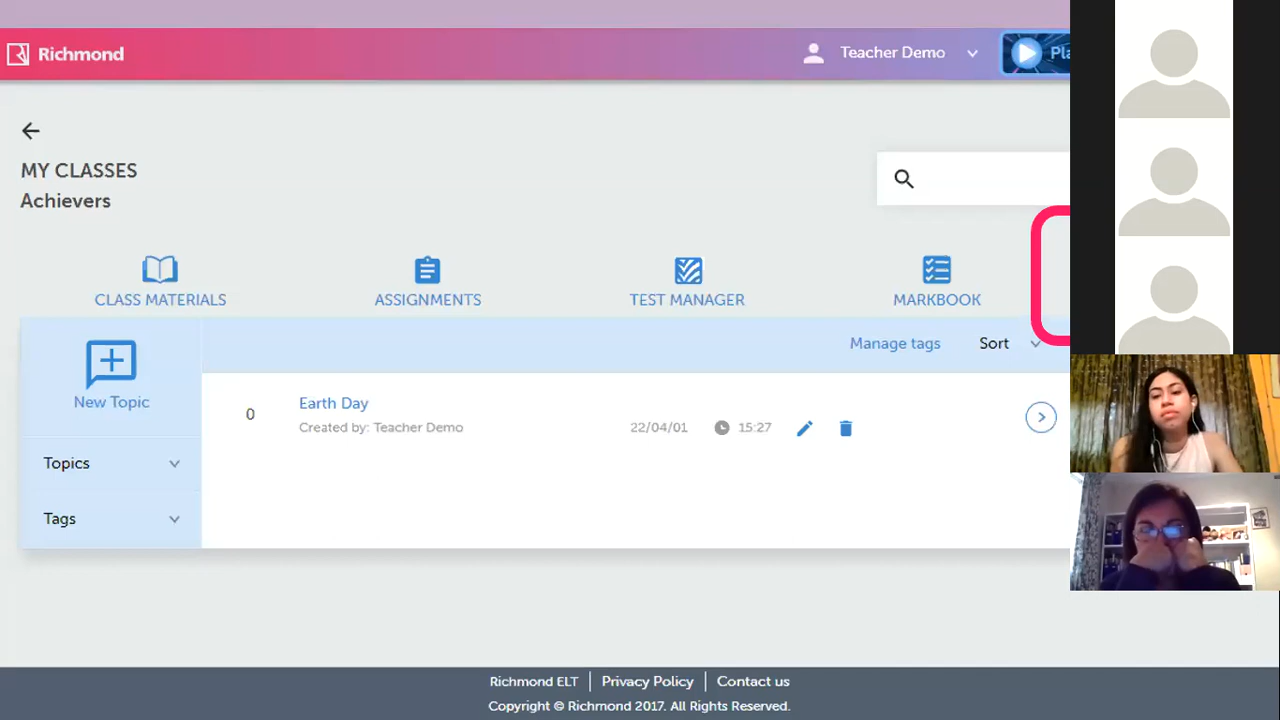 Richmond
Teacher Demo
MY CLASSES
Achievers
CLASS MATERIALS
ASSIGNMENTS
TEST MANAGER
MARKBOOK
New Topic
Manage tags
Sort
0
Earth Day
Created by: Teacher Demo
22/04/01
15:27
Topics
Tags
Richmond ELT
Privacy Policy
Contact us
Copyright © Richmond 2017. All Rights Reserved.